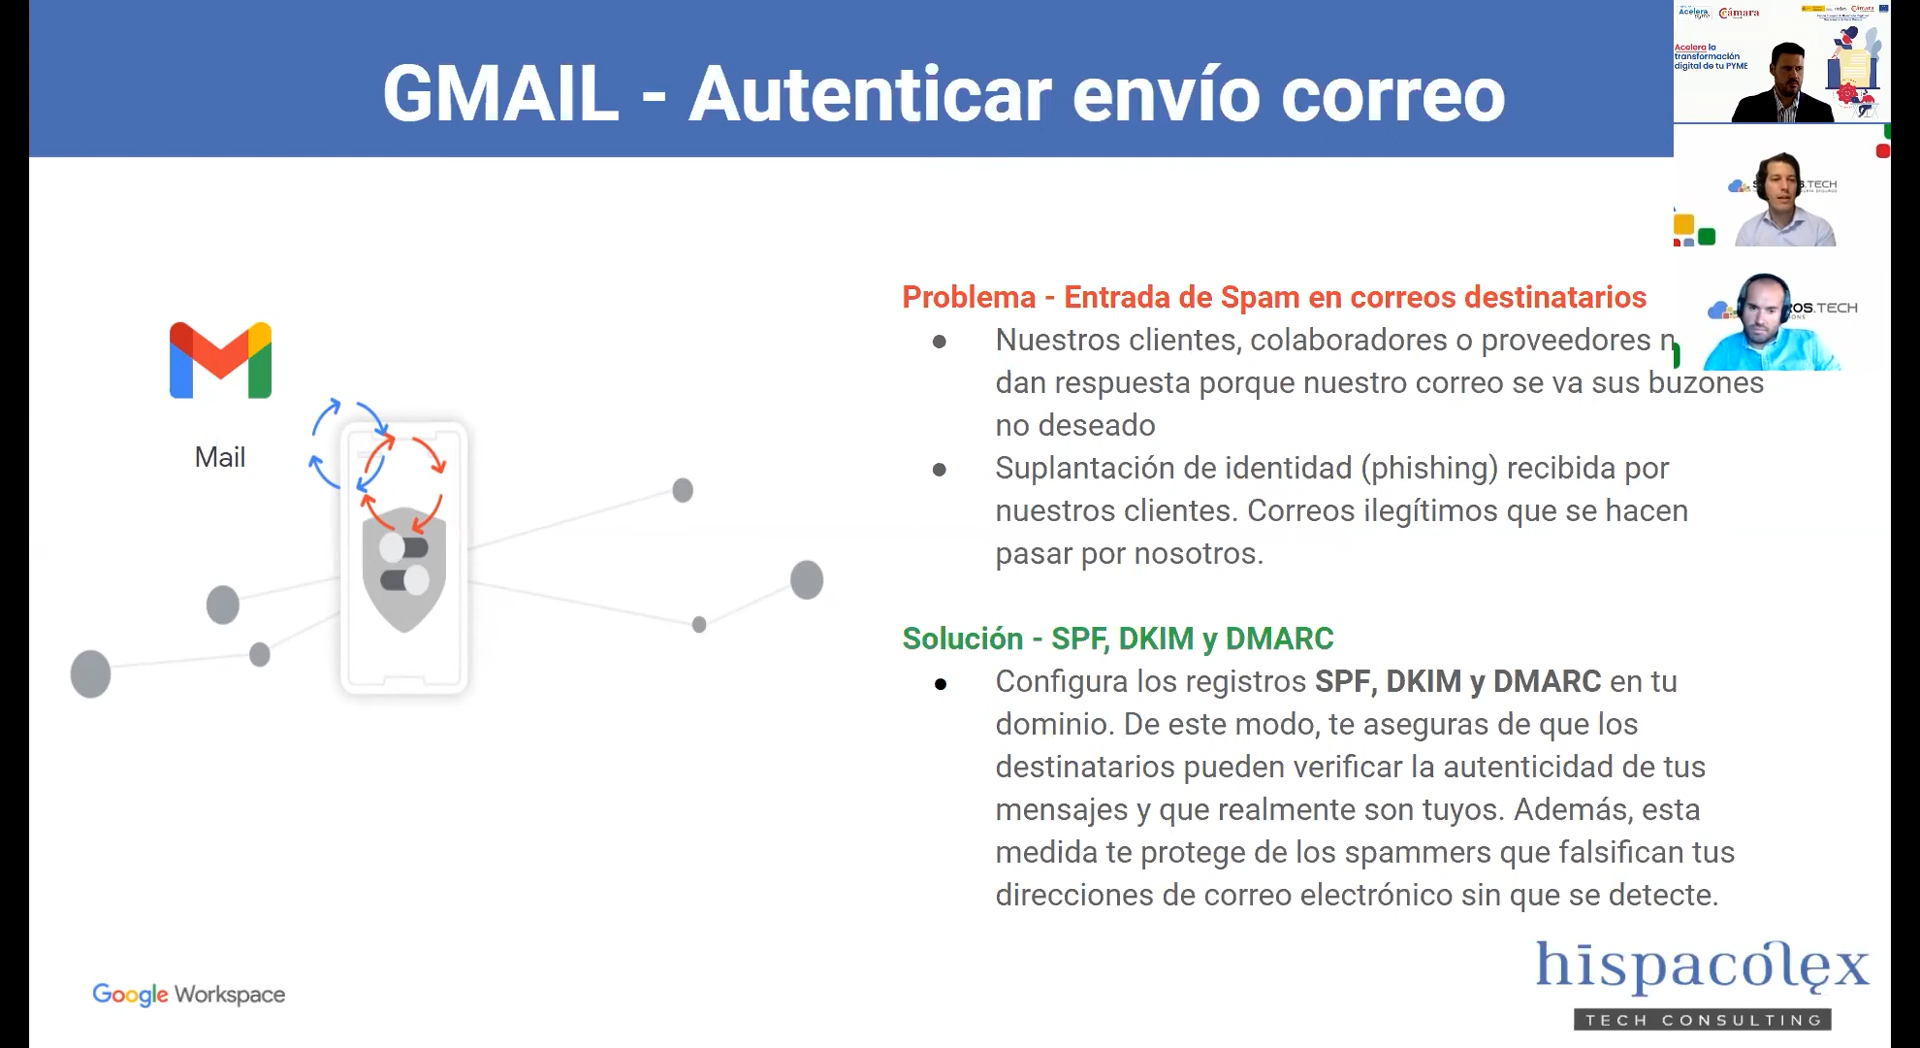 GMAIL - Autenticar envío correo
Acelera
pyme
Cámara
Acelera la
transformación
digital de tu PYME
.TECH
ROS.TECH
Mail
Problema - Entrada de Spam en correos destinatarios
● Nuestros clientes, colaboradores o proveedores n
dan respuesta porque nuestro correo se va sus buzones
no deseado
● Suplantación de identidad (phishing) recibida por
nuestros clientes. Correos ilegítimos que se hacen
pasar por nosotros.
Solución - SPF, DKIM y DMARC
● Configura los registros SPF, DKIM y DMARC en tu
dominio. De este modo, te aseguras de que los
destinatarios pueden verificar la autenticidad de tus
mensajes y que realmente son tuyos. Además, esta
medida te protege de los spammers que falsifican tus
direcciones de correo electrónico sin que se detecte.
Google Workspace
hispacolex
TECH CONSULTING